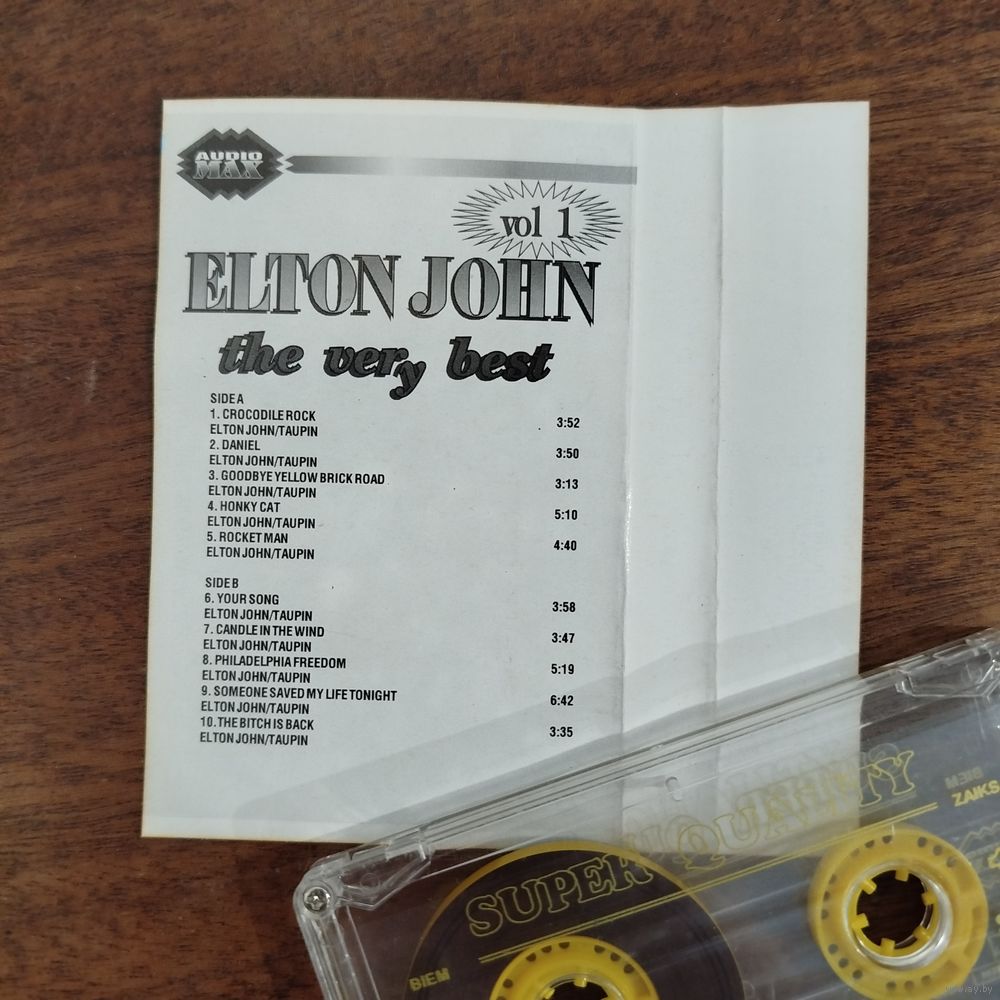 AUDIO
MAX
vol 1
ELTON JOHN
the very best
SIDE A
1. CROCODILE ROCK
ELTON JOHN/TAUPIN 3:52
2. DANIEL
ELTON JOHN/TAUPIN 3:50
3. GOODBYE YELLOW BRICK ROAD
ELTON JOHN/TAUPIN 3:13
4. HONKY CAT
ELTON JOHN/TAUPIN 5:10
5. ROCKET MAN
ELTON JOHN/TAUPIN 4:40
SIDE B
6. YOUR SONG
ELTON JOHN/TAUPIN 3:58
7. CANDLE IN THE WIND
ELTON JOHN/TAUPIN 3:47
8. PHILADELPHIA FREEDOM
ELTON JOHN/TAUPIN 5:19
9. SOMEONE SAVED MY LIFE TONIGHT
ELTON JOHN/TAUPIN 6:42
10. THE BITCH IS BACK
ELTON JOHN/TAUPIN 3:35
SUPER QUALITY
BIEM
ZAIKS
BIEM